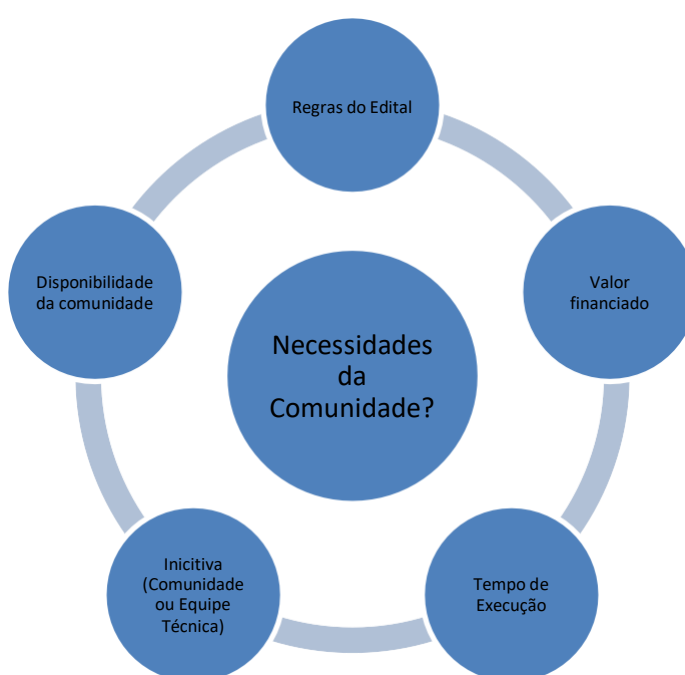 Regras do Edital
Valor
financiado
Tempo de
Execução
Inicitiva
(Comunidade
ou Equipe
Técnica)
Disponibilidade
da comunidade
Necessidades
da
Comunidade?